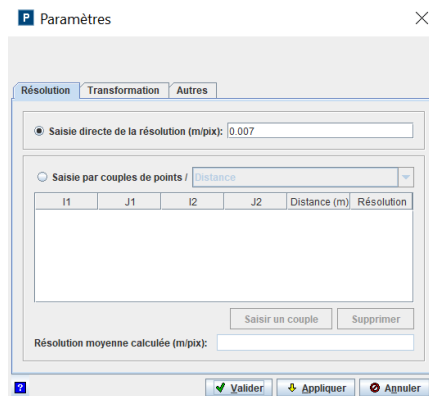 P Paramètres
Résolution Transformation Autres
Saisie directe de la résolution (m/pix): 0.007
Saisie par couples de points / Distance
I1 J1 I2 J2 Distance (m) Résolution
Saisir un couple Supprimer
Résolution moyenne calculée (m/pix):
? Valider Appliquer Annuler